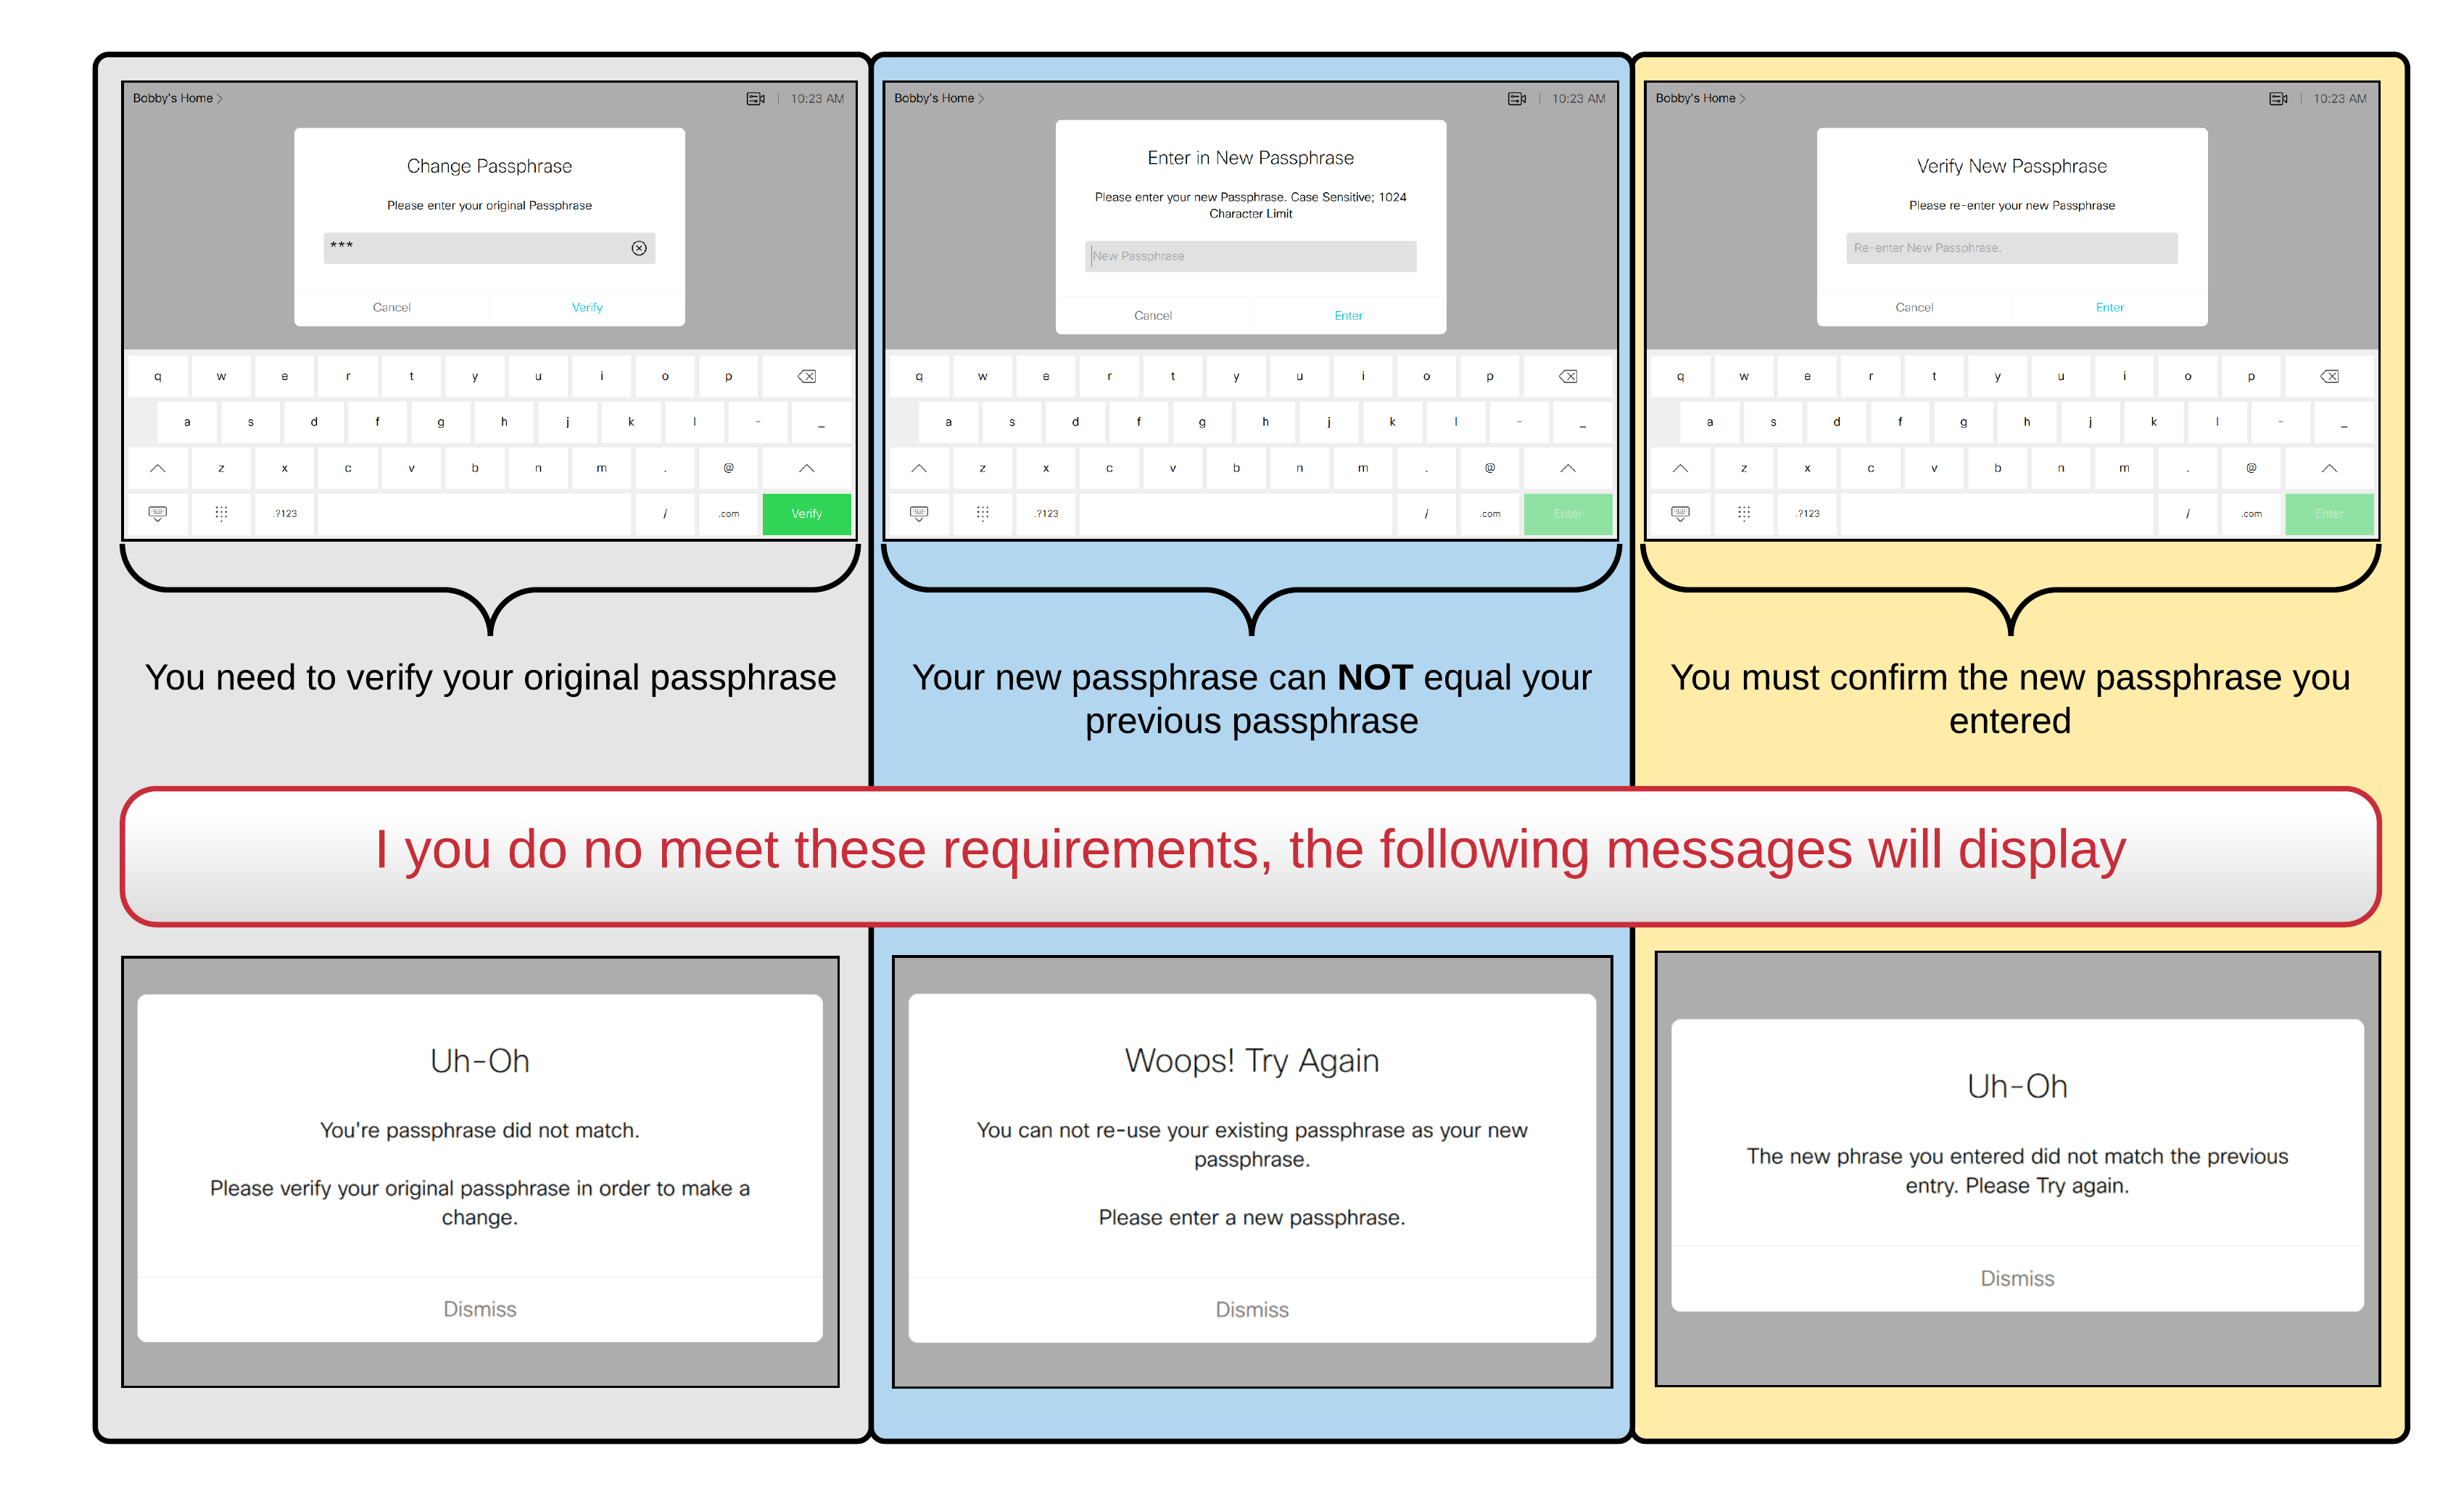 Bobby's Home > 10:23 AM
Change Passphrase
Please enter your original Passphrase
***
Cancel Verify
q w e r t y u i o p
a s d f g h j k l - _
z x c v b n m . @
.?123 / .com Verify
You need to verify your original passphrase
Bobby's Home > 10:23 AM
Enter in New Passphrase
Please enter your new Passphrase. Case Sensitive; 1024
Character Limit
New Passphrase
Cancel Enter
q w e r t y u i o p
a s d f g h j k l - _
z x c v b n m . @
.?123 / .com Enter
Your new passphrase can NOT equal your
previous passphrase
Bobby's Home > 10:23 AM
Verify New Passphrase
Please re-enter your new Passphrase
Re-enter New Passphrase.
Cancel Enter
q w e r t y u i o p
a s d f g h j k l - _
z x c v b n m . @
.?123 / .com Enter
You must confirm the new passphrase you
entered
I you do no meet these requirements, the following messages will display
Uh-Oh
You're passphrase did not match.
Please verify your original passphrase in order to make a
change.
Dismiss
Woops! Try Again
You can not re-use your existing passphrase as your new
passphrase.
Please enter a new passphrase.
Dismiss
Uh-Oh
The new phrase you entered did not match the previous
entry. Please Try again.
Dismiss